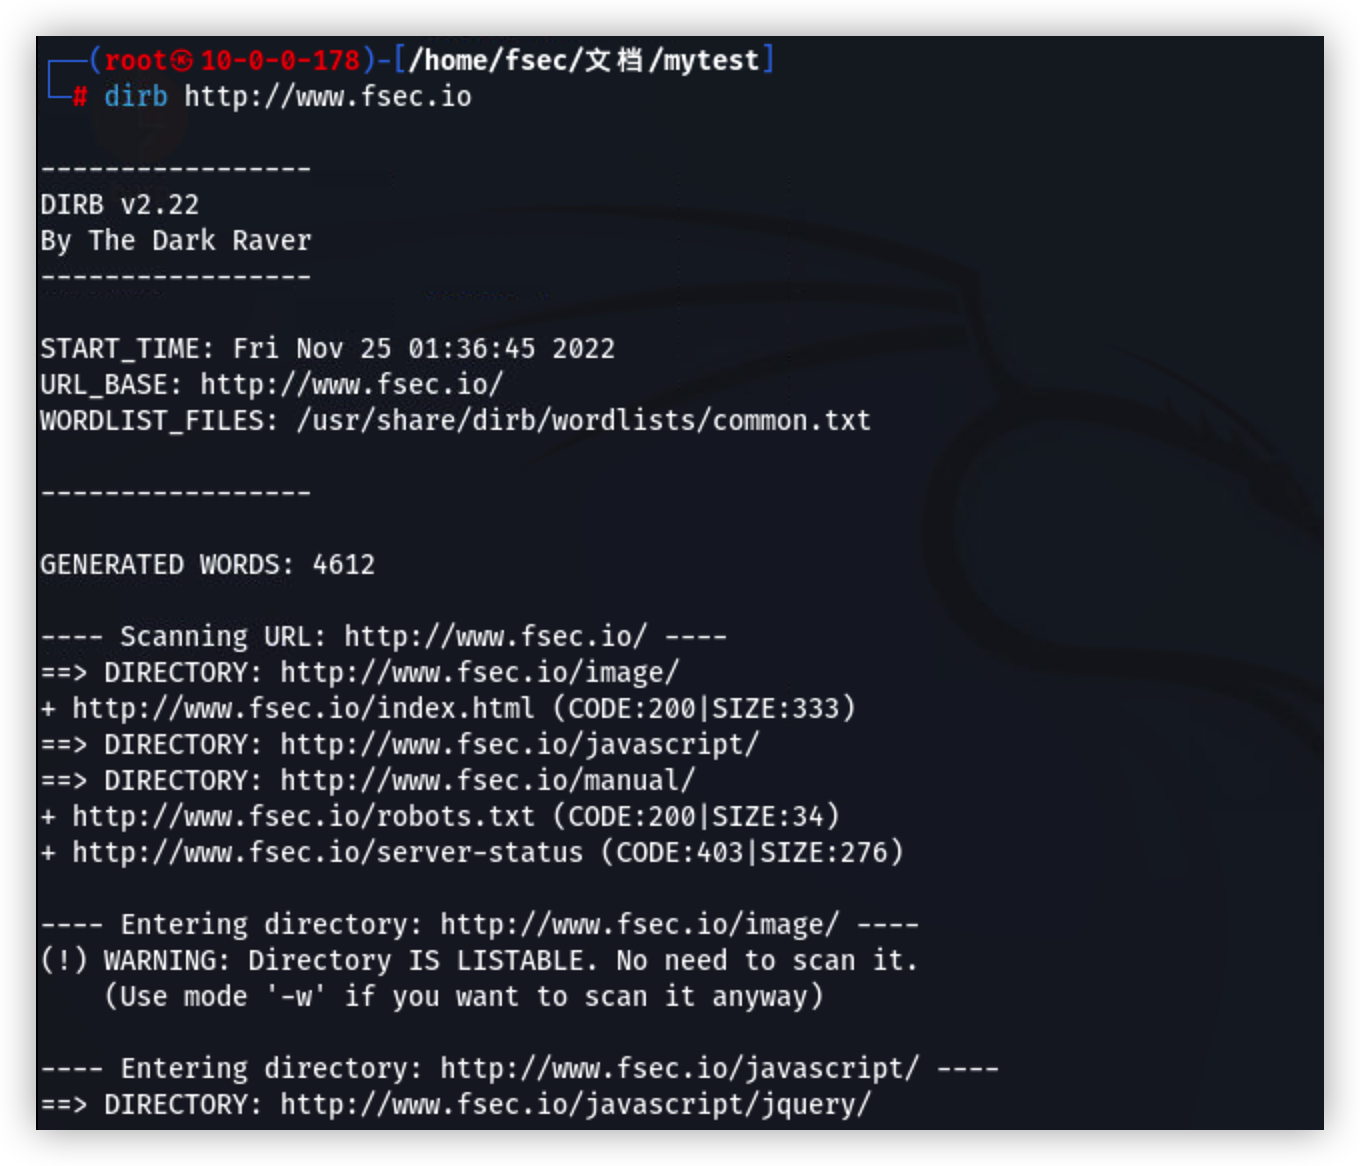 ┌──(root㉿10-0-0-178)-[/home/fsec/文档/mytest]
└─# dirb http://www.fsec.io
-----------------
DIRB v2.22
By The Dark Raver
-----------------
START_TIME: Fri Nov 25 01:36:45 2022
URL_BASE: http://www.fsec.io/
WORDLIST_FILES: /usr/share/dirb/wordlists/common.txt
-----------------
GENERATED WORDS: 4612
---- Scanning URL: http://www.fsec.io/ ----
==> DIRECTORY: http://www.fsec.io/image/
+ http://www.fsec.io/index.html (CODE:200|SIZE:333)
==> DIRECTORY: http://www.fsec.io/javascript/
==> DIRECTORY: http://www.fsec.io/manual/
+ http://www.fsec.io/robots.txt (CODE:200|SIZE:34)
+ http://www.fsec.io/server-status (CODE:403|SIZE:276)
---- Entering directory: http://www.fsec.io/image/ ----
(!) WARNING: Directory IS LISTABLE. No need to scan it.
    (Use mode '-w' if you want to scan it anyway)
---- Entering directory: http://www.fsec.io/javascript/ ----
==> DIRECTORY: http://www.fsec.io/javascript/jquery/